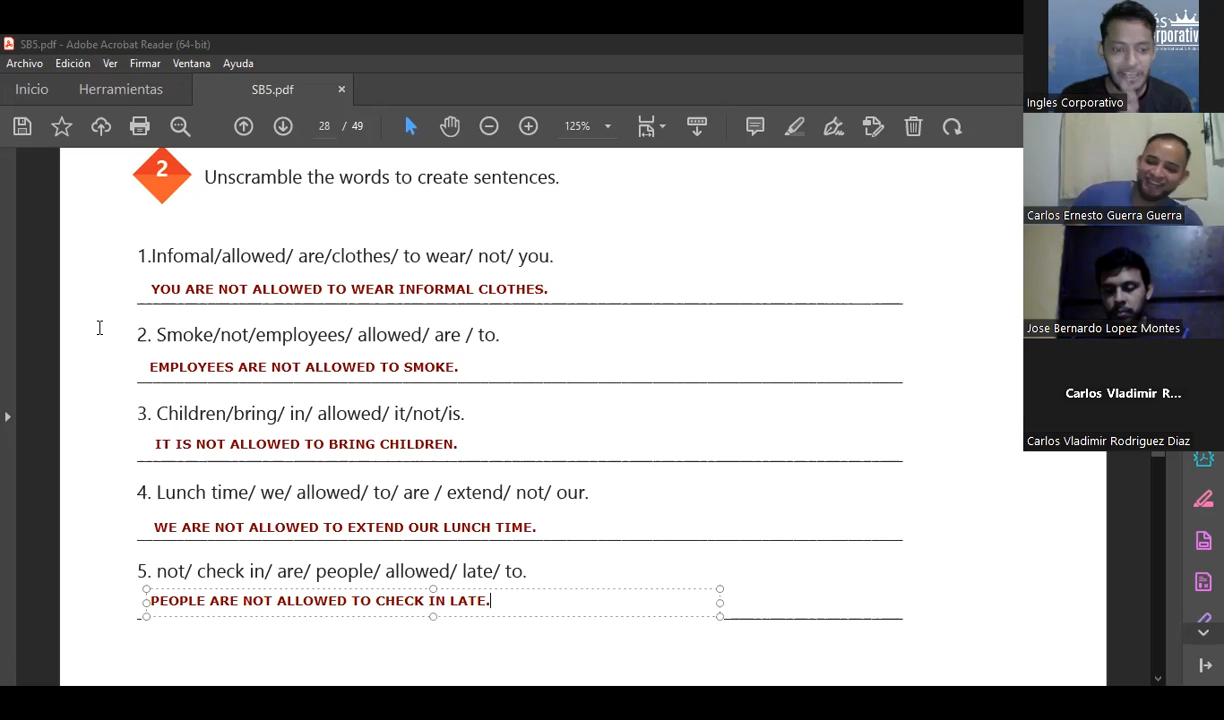 SB5.pdf - Adobe Acrobat Reader (64-bit)
Archivo Edición Ver Firmar Ventana Ayuda
Inicio Herramientas SB5.pdf ×
28 / 49 125%
2 Unscramble the words to create sentences.
1.Infomal/allowed/ are/clothes/ to wear/ not/ you.
YOU ARE NOT ALLOWED TO WEAR INFORMAL CLOTHES.
2. Smoke/not/employees/ allowed/ are / to.
EMPLOYEES ARE NOT ALLOWED TO SMOKE.
3. Children/bring/ in/ allowed/ it/not/is.
IT IS NOT ALLOWED TO BRING CHILDREN.
4. Lunch time/ we/ allowed/ to/ are / extend/ not/ our.
WE ARE NOT ALLOWED TO EXTEND OUR LUNCH TIME.
5. not/ check in/ are/ people/ allowed/ late/ to.
PEOPLE ARE NOT ALLOWED TO CHECK IN LATE.
Ingles Corporativo
Carlos Ernesto Guerra Guerra
Jose Bernardo Lopez Montes
Carlos Vladimir R...
Carlos Vladimir Rodriguez Diaz